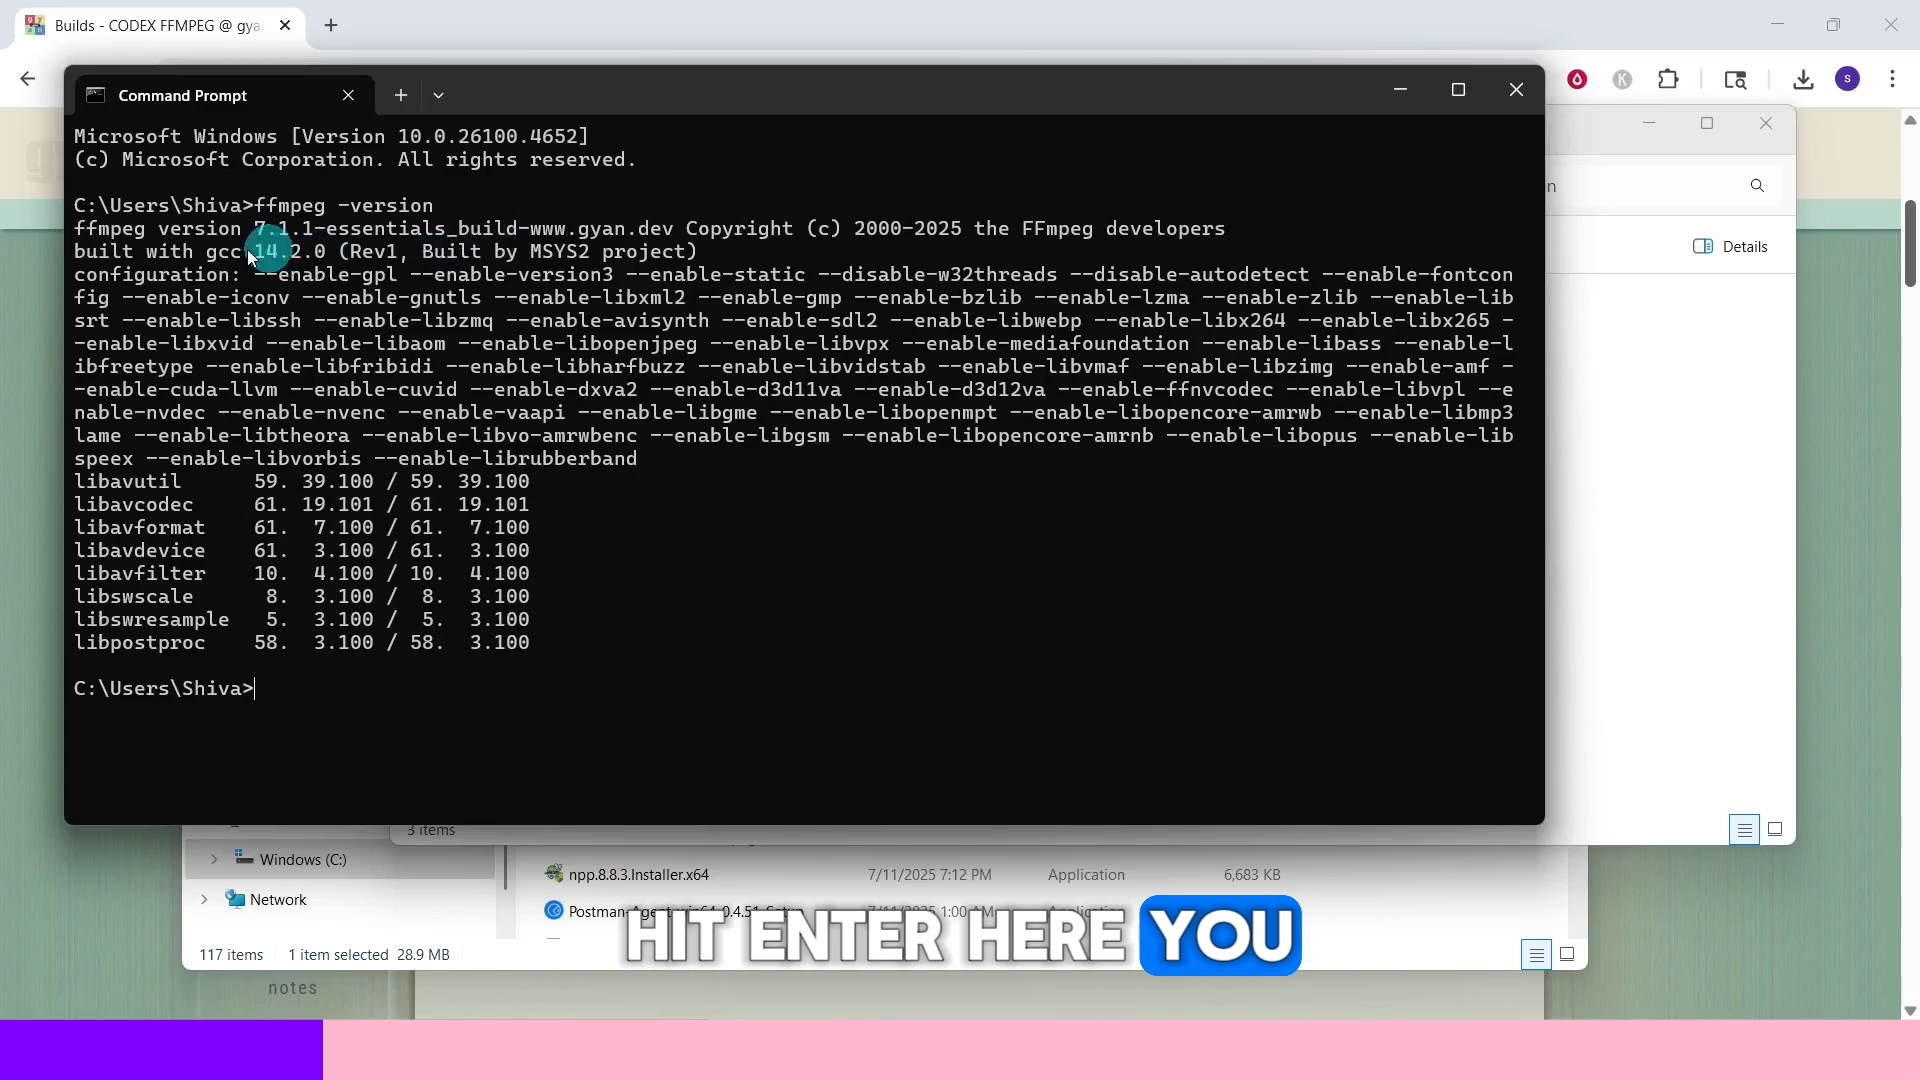 Builds - CODEX FFMPEG @ gya
S
Command Prompt
Microsoft Windows [Version 10.0.26100.4652]
(c) Microsoft Corporation. All rights reserved.
C:\Users\Shiva>ffmpeg -version
ffmpeg version 7.1.1-essentials_build-www.gyan.dev Copyright (c) 2000-2025 the FFmpeg developers
built with gcc 14.2.0 (Rev1, Built by MSYS2 project)
configuration: --enable-gpl --enable-version3 --enable-static --disable-w32threads --disable-autodetect --enable-fontcon
fig --enable-iconv --enable-gnutls --enable-libxml2 --enable-gmp --enable-bzlib --enable-lzma --enable-zlib --enable-lib
srt --enable-libssh --enable-libzmq --enable-avisynth --enable-sdl2 --enable-libwebp --enable-libx264 --enable-libx265 -
-enable-libxvid --enable-libaom --enable-libopenjpeg --enable-libvpx --enable-mediafoundation --enable-libass --enable-l
ibfreetype --enable-libfribidi --enable-libharfbuzz --enable-libvidstab --enable-libvmaf --enable-libzimg --enable-amf -
-enable-cuda-llvm --enable-cuvid --enable-dxva2 --enable-d3d11va --enable-d3d12va --enable-ffnvcodec --enable-libvpl --e
nable-nvdec --enable-nvenc --enable-vaapi --enable-libgme --enable-libopenmpt --enable-libopencore-amrwb --enable-libmp3
lame --enable-libtheora --enable-libvo-amrwbenc --enable-libgsm --enable-libopencore-amrnb --enable-libopus --enable-lib
speex --enable-libvorbis --enable-librubberband
libavutil 59. 39.100 / 59. 39.100
libavcodec 61. 19.101 / 61. 19.101
libavformat 61. 7.100 / 61. 7.100
libavdevice 61. 3.100 / 61. 3.100
libavfilter 10. 4.100 / 10. 4.100
libswscale 8. 3.100 / 8. 3.100
libswresample 5. 3.100 / 5. 3.100
libpostproc 58. 3.100 / 58. 3.100
C:\Users\Shiva>
Details
3 items
Windows (C:)
Network
npp.8.8.3.Installer.x64 7/11/2025 7:12 PM Application 6,683 KB
117 items 1 item selected 28.9 MB
notes
HIT ENTER HERE YOU